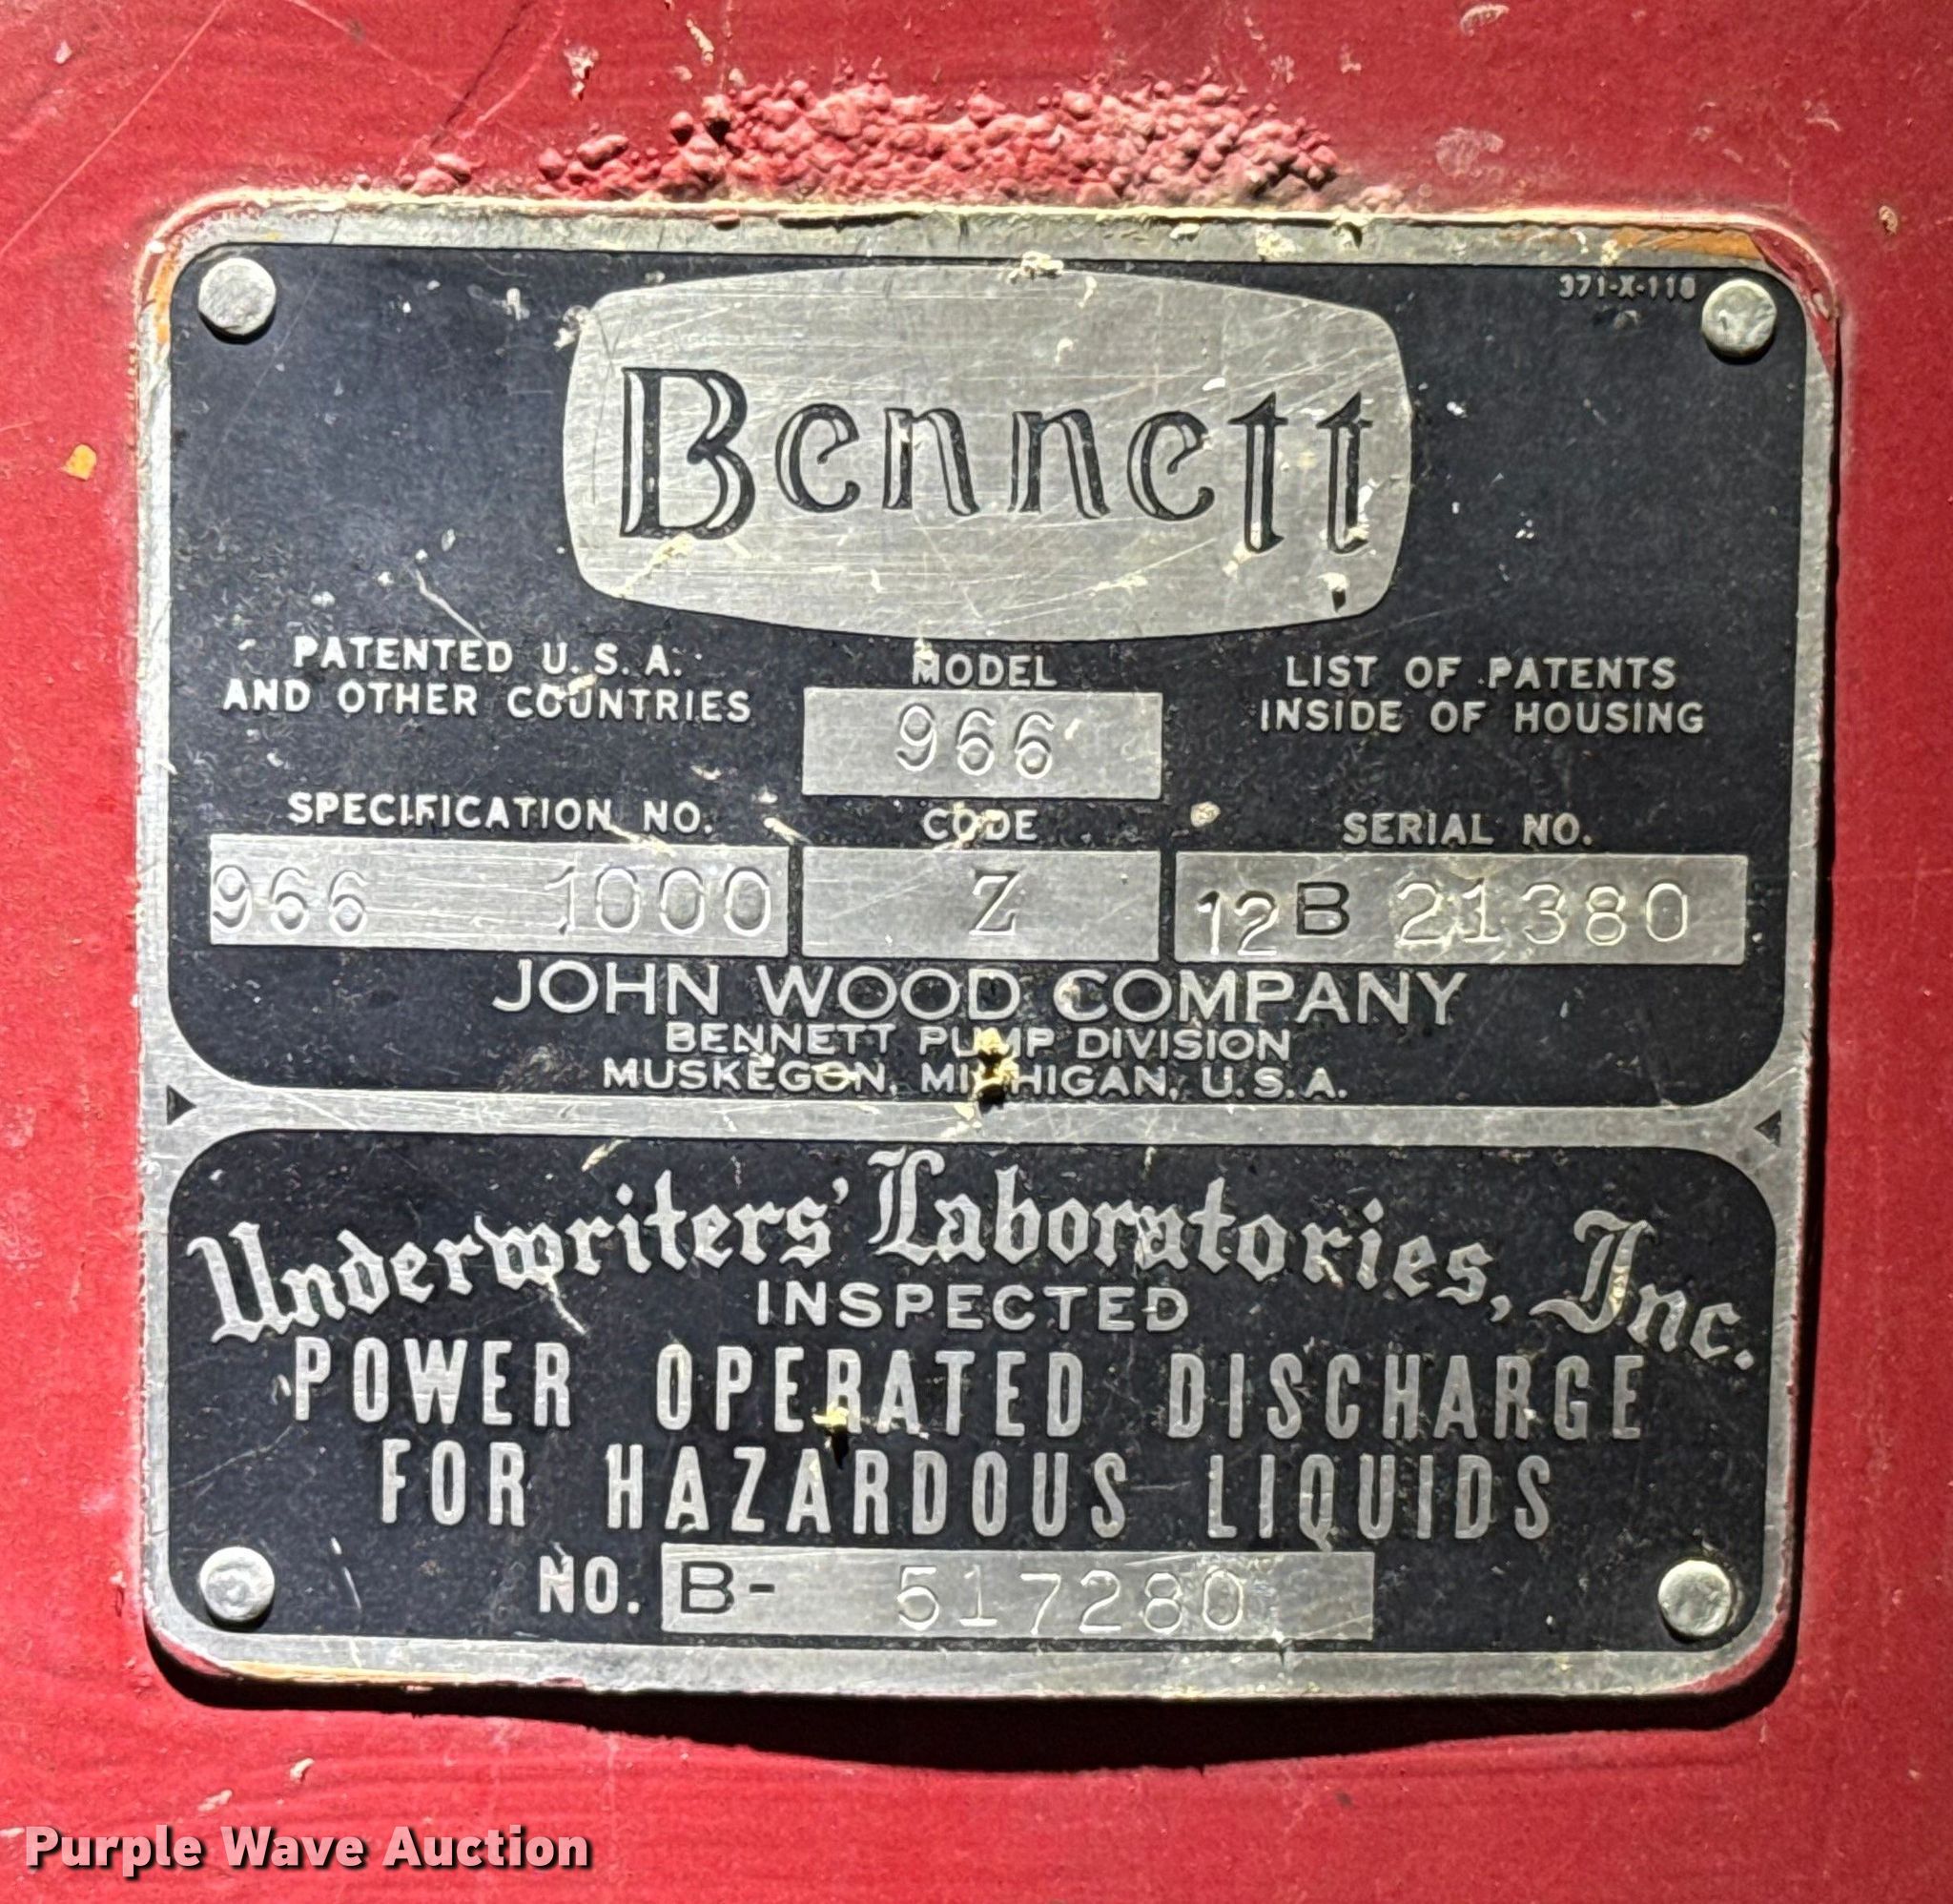 371-X-118
Bennett
PATENTED U. S. A.
AND OTHER COUNTRIES
MODEL
966
LIST OF PATENTS
INSIDE OF HOUSING
SPECIFICATION NO.
966 1000
CODE
Z
SERIAL NO.
12B 21380
JOHN WOOD COMPANY
BENNETT PUMP DIVISION
MUSKEGON, MICHIGAN, U.S.A.
Underwriters' Laboratories, Inc.
INSPECTED
POWER OPERATED DISCHARGE
FOR HAZARDOUS LIQUIDS
NO. B- 517280
Purple Wave Auction